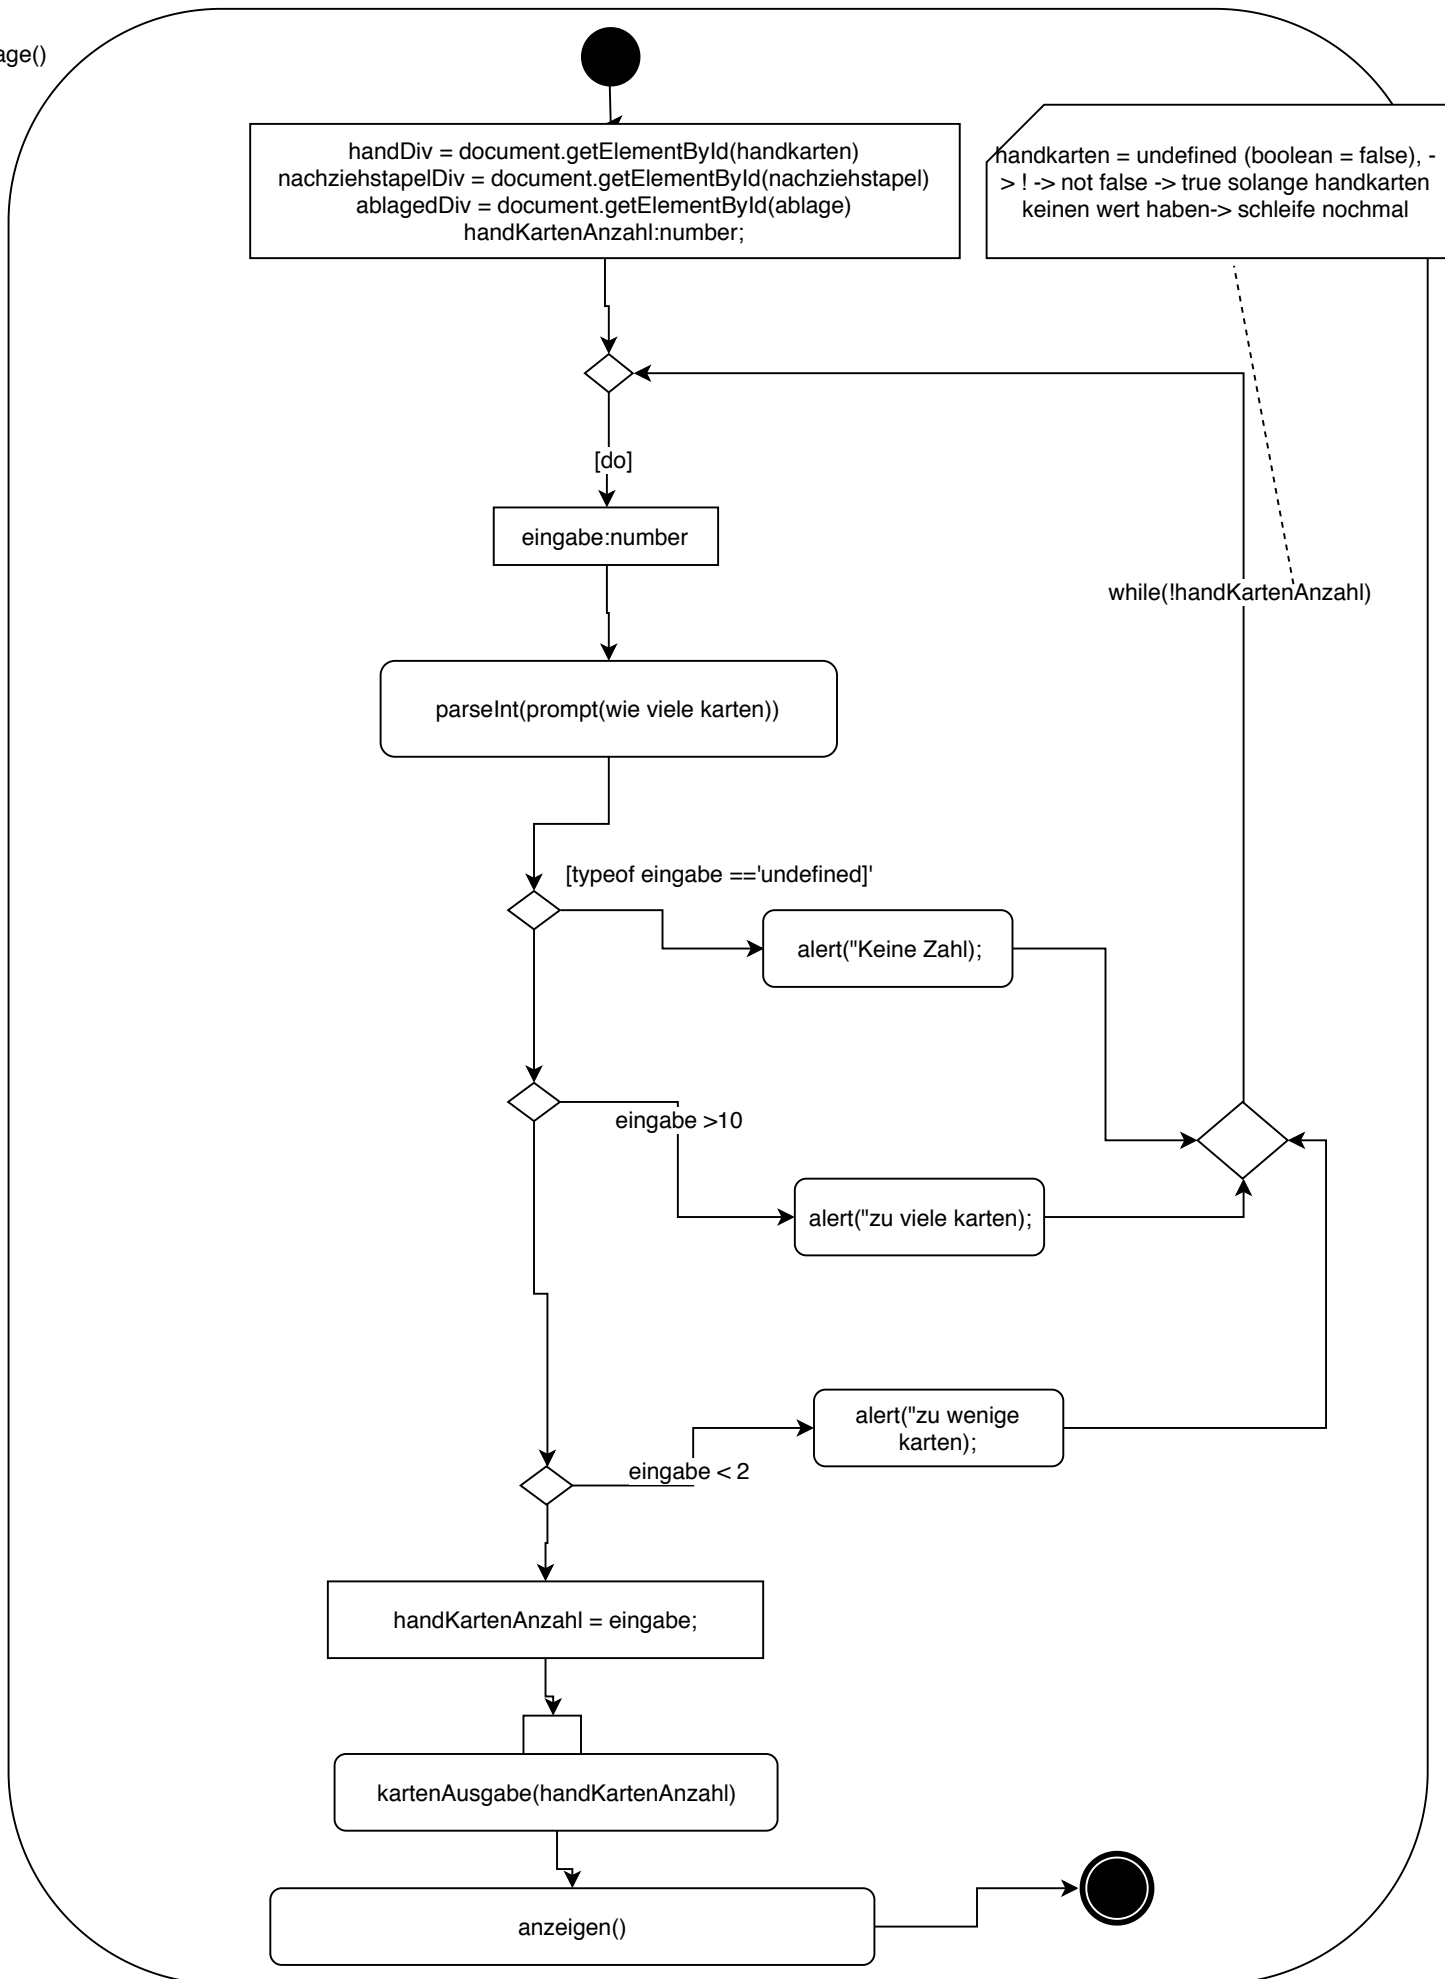 age()
handDiv = document.getElementById(handkarten)
nachziehstapelDiv = document.getElementById(nachziehstapel)
ablagedDiv = document.getElementById(ablage)
handKartenAnzahl:number;
handkarten = undefined (boolean = false), -
> ! -> not false -> true solange handkarten
keinen wert haben-> schleife nochmal
[do]
eingabe:number
while(!handKartenAnzahl)
parseInt(prompt(wie viele karten))
[typeof eingabe =='undefined]'
alert("Keine Zahl);
eingabe >10
alert("zu viele karten);
alert("zu wenige
karten);
eingabe < 2
handKartenAnzahl = eingabe;
kartenAusgabe(handKartenAnzahl)
anzeigen()